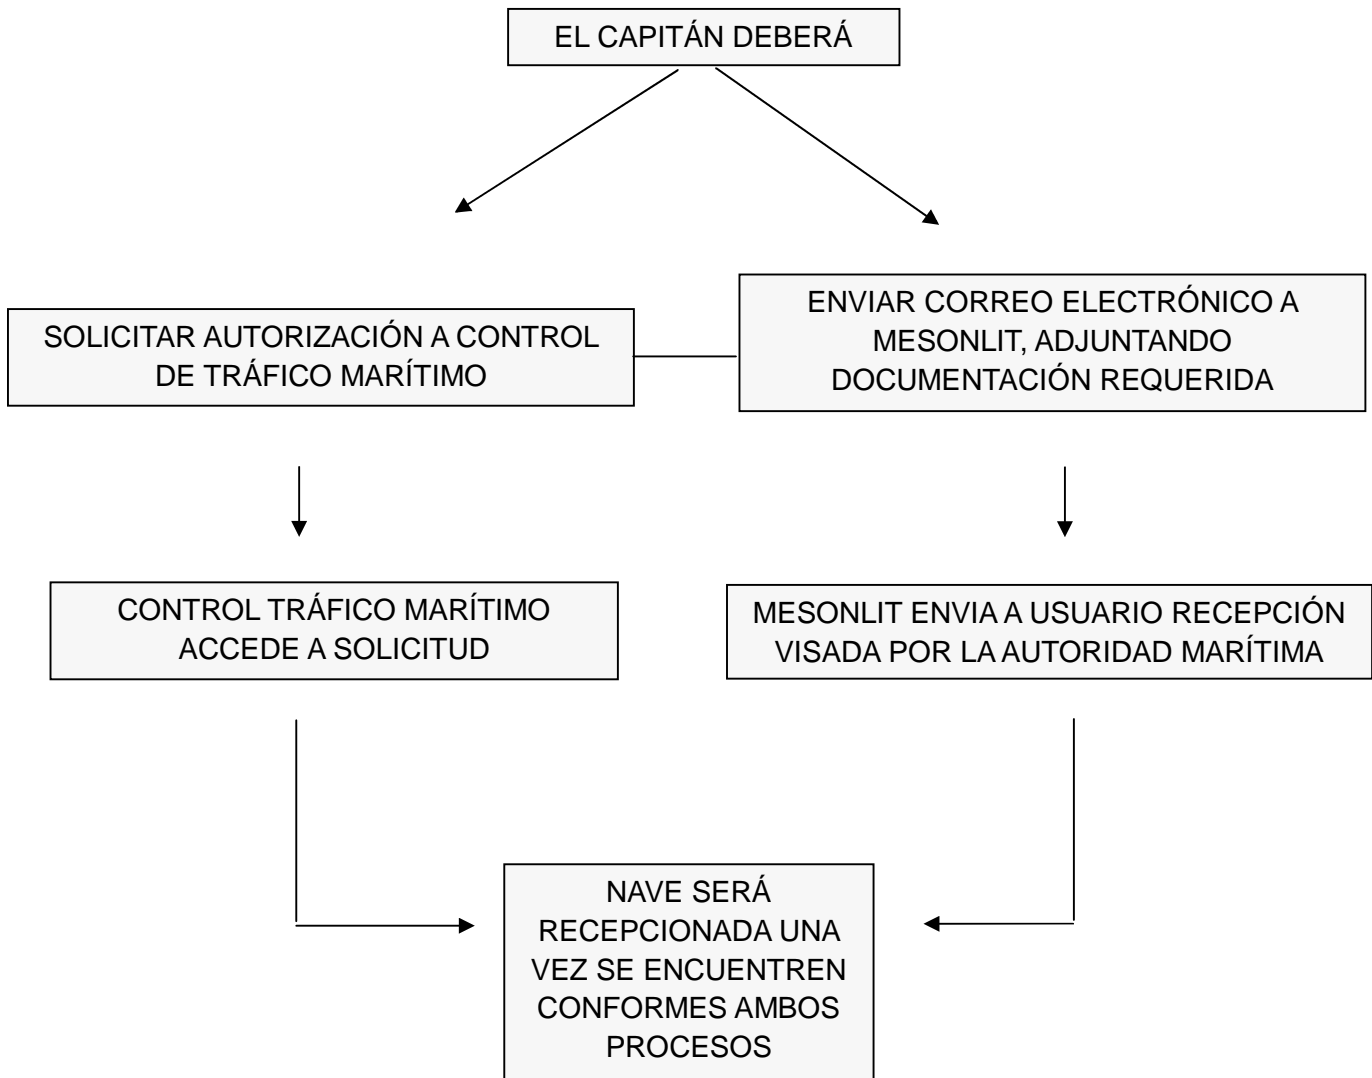 EL CAPITÁN DEBERÁ
SOLICITAR AUTORIZACIÓN A CONTROL
DE TRÁFICO MARÍTIMO
ENVIAR CORREO ELECTRÓNICO A
MESONLIT, ADJUNTANDO
DOCUMENTACIÓN REQUERIDA
CONTROL TRÁFICO MARÍTIMO
ACCEDE A SOLICITUD
MESONLIT ENVIA A USUARIO RECEPCIÓN
VISADA POR LA AUTORIDAD MARÍTIMA
NAVE SERÁ
RECEPCIONADA UNA
VEZ SE ENCUENTREN
CONFORMES AMBOS
PROCESOS